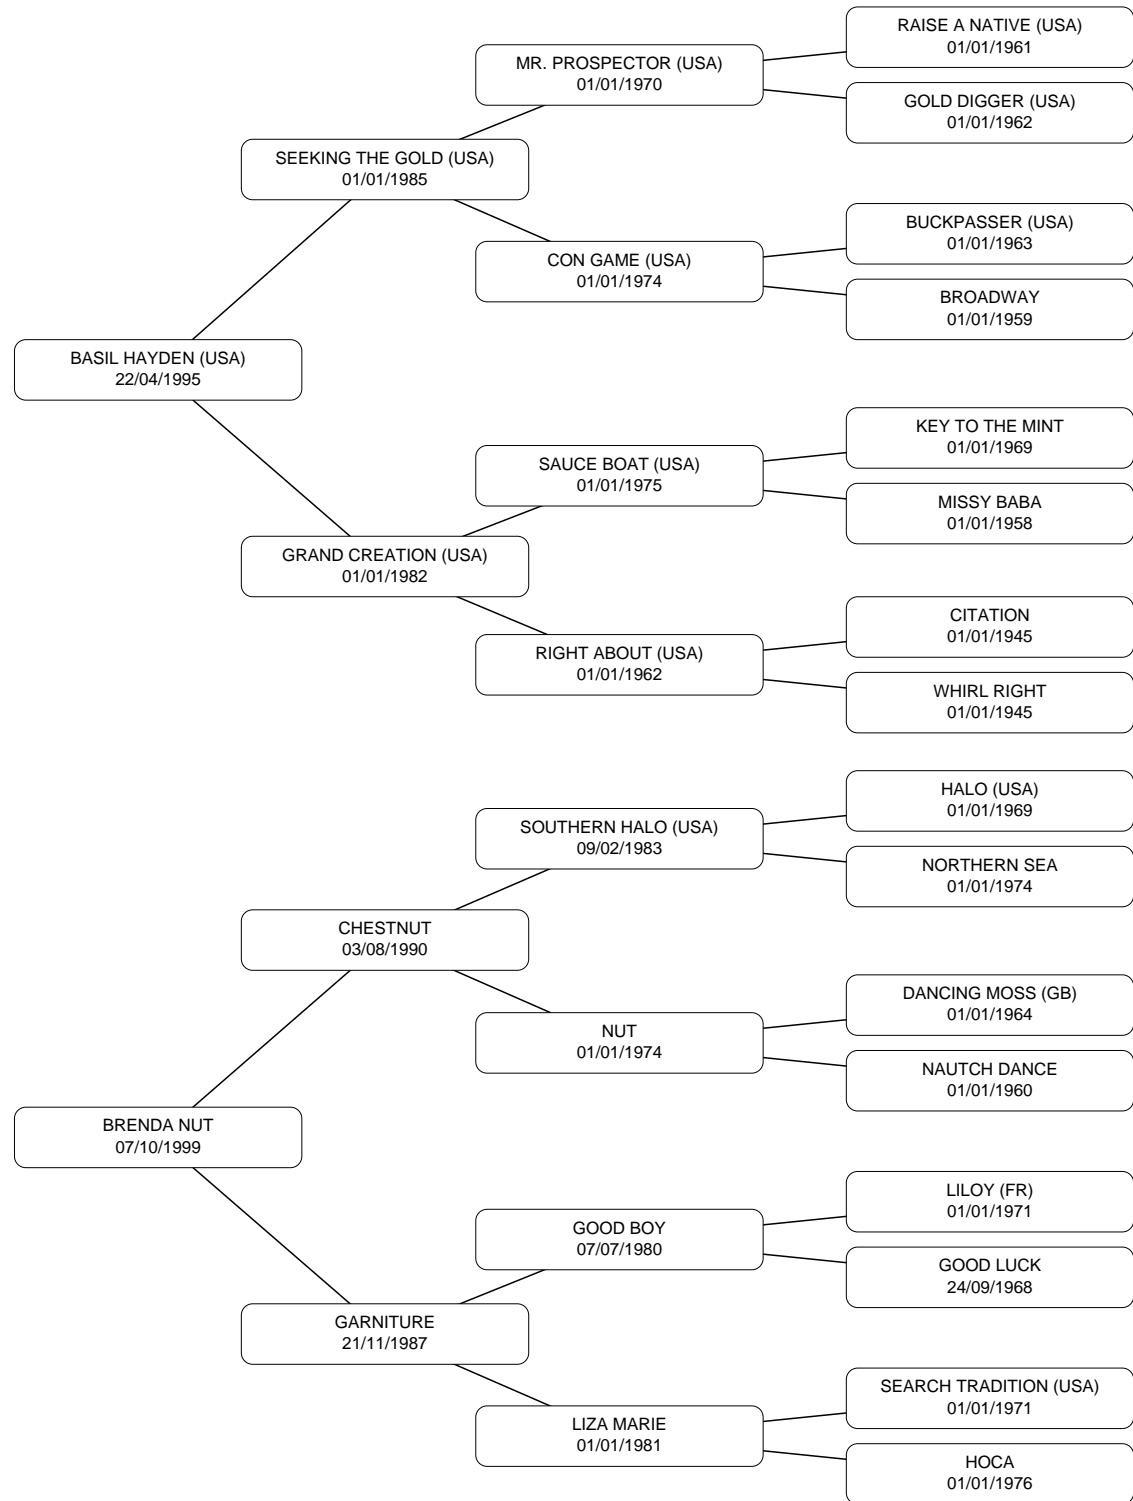 RAISE A NATIVE (USA)
01/01/1961
MR. PROSPECTOR (USA)
01/01/1970
GOLD DIGGER (USA)
01/01/1962
SEEKING THE GOLD (USA)
01/01/1985
BUCKPASSER (USA)
01/01/1963
CON GAME (USA)
01/01/1974
BROADWAY
01/01/1959
BASIL HAYDEN (USA)
22/04/1995
KEY TO THE MINT
01/01/1969
SAUCE BOAT (USA)
01/01/1975
MISSY BABA
01/01/1958
GRAND CREATION (USA)
01/01/1982
CITATION
01/01/1945
RIGHT ABOUT (USA)
01/01/1962
WHIRL RIGHT
01/01/1945
HALO (USA)
01/01/1969
SOUTHERN HALO (USA)
09/02/1983
NORTHERN SEA
01/01/1974
CHESTNUT
03/08/1990
DANCING MOSS (GB)
01/01/1964
NUT
01/01/1974
NAUTCH DANCE
01/01/1960
BRENDA NUT
07/10/1999
LILOY (FR)
01/01/1971
GOOD BOY
07/07/1980
GOOD LUCK
24/09/1968
GARNITURE
21/11/1987
SEARCH TRADITION (USA)
01/01/1971
LIZA MARIE
01/01/1981
HOCA
01/01/1976